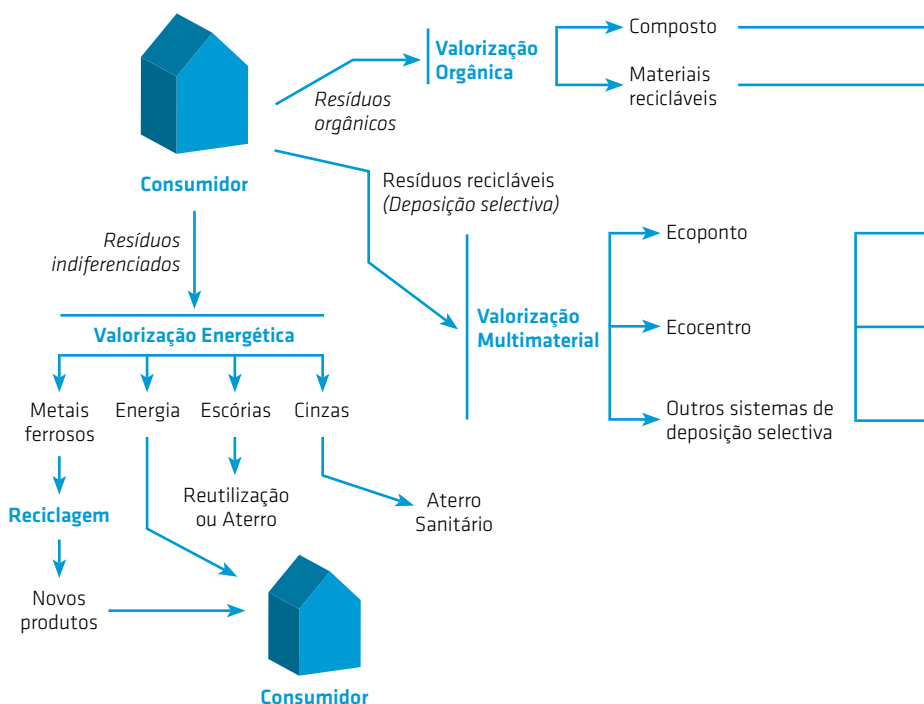 Composto
Valorização
Orgânica
Materiais
recicláveis
Resíduos
orgânicos
Consumidor
Resíduos recicláveis
(Deposição selectiva)
Resíduos
indiferenciados
Ecoponto
Valorização
Multimaterial
Ecocentro
Outros sistemas de
deposição selectiva
Valorização Energética
Metais
ferrosos
Energia
Escórias
Cinzas
Reutilização
ou Aterro
Aterro
Sanitário
Reciclagem
Novos
produtos
Consumidor